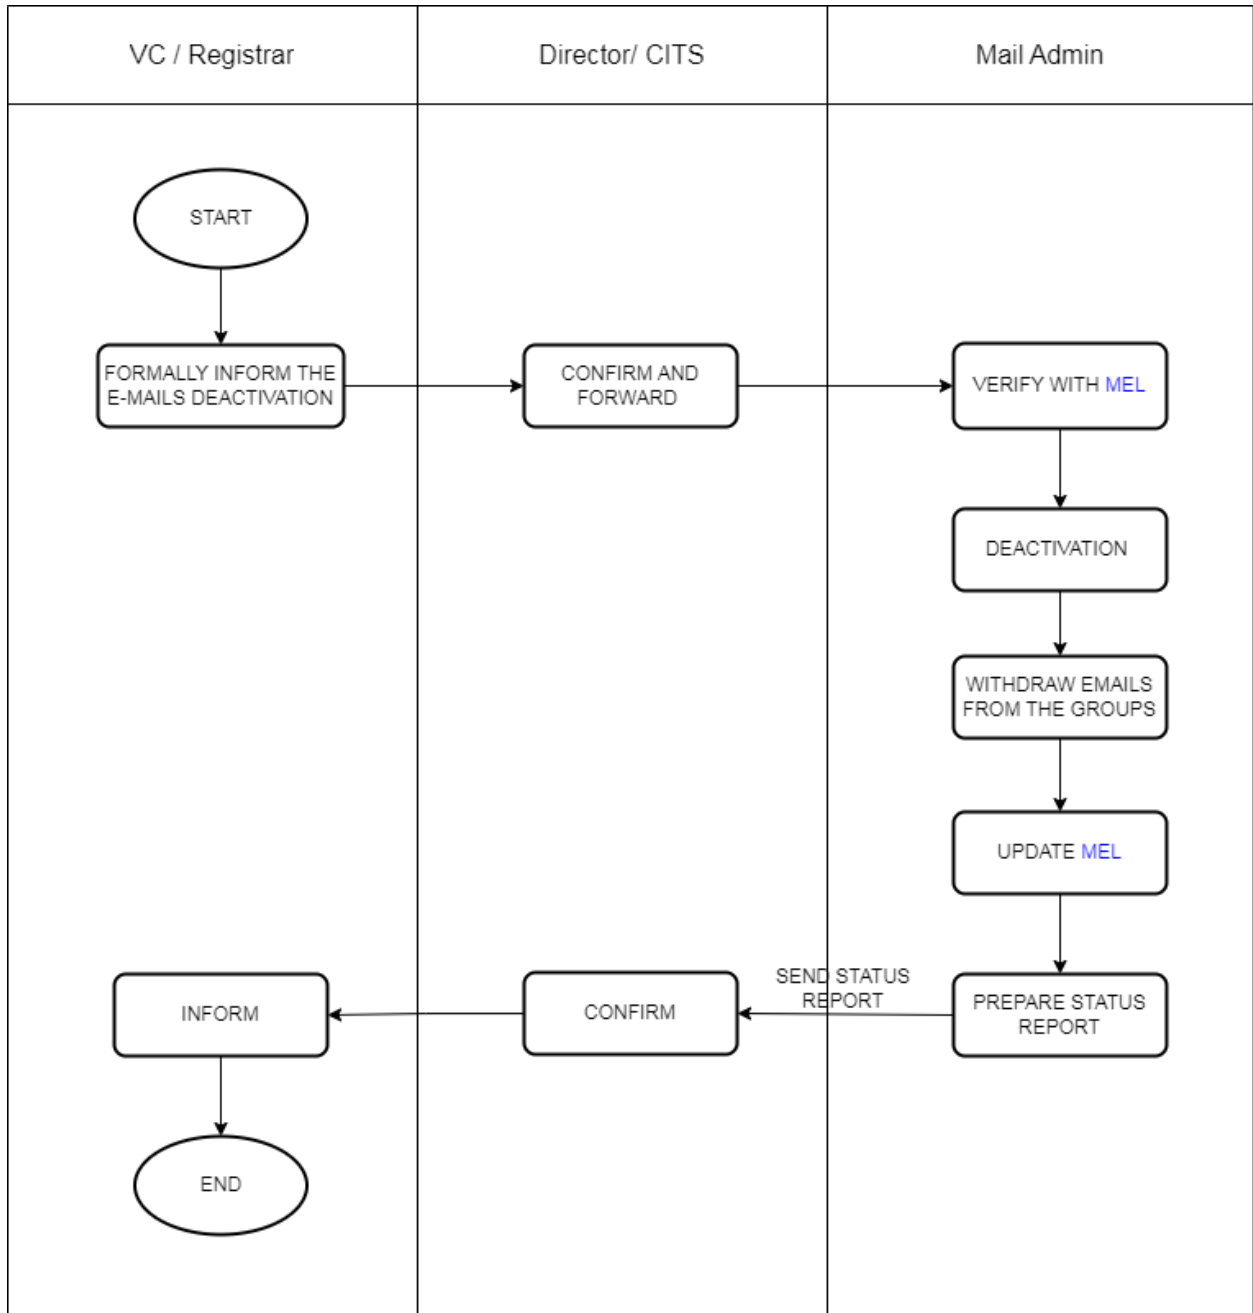 VC / Registrar
Director/ CITS
Mail Admin
START
FORMALLY INFORM THE
E-MAILS DEACTIVATION
CONFIRM AND
FORWARD
VERIFY WITH MEL
DEACTIVATION
WITHDRAW EMAILS
FROM THE GROUPS
UPDATE MEL
PREPARE STATUS
REPORT
SEND STATUS
REPORT
CONFIRM
INFORM
END